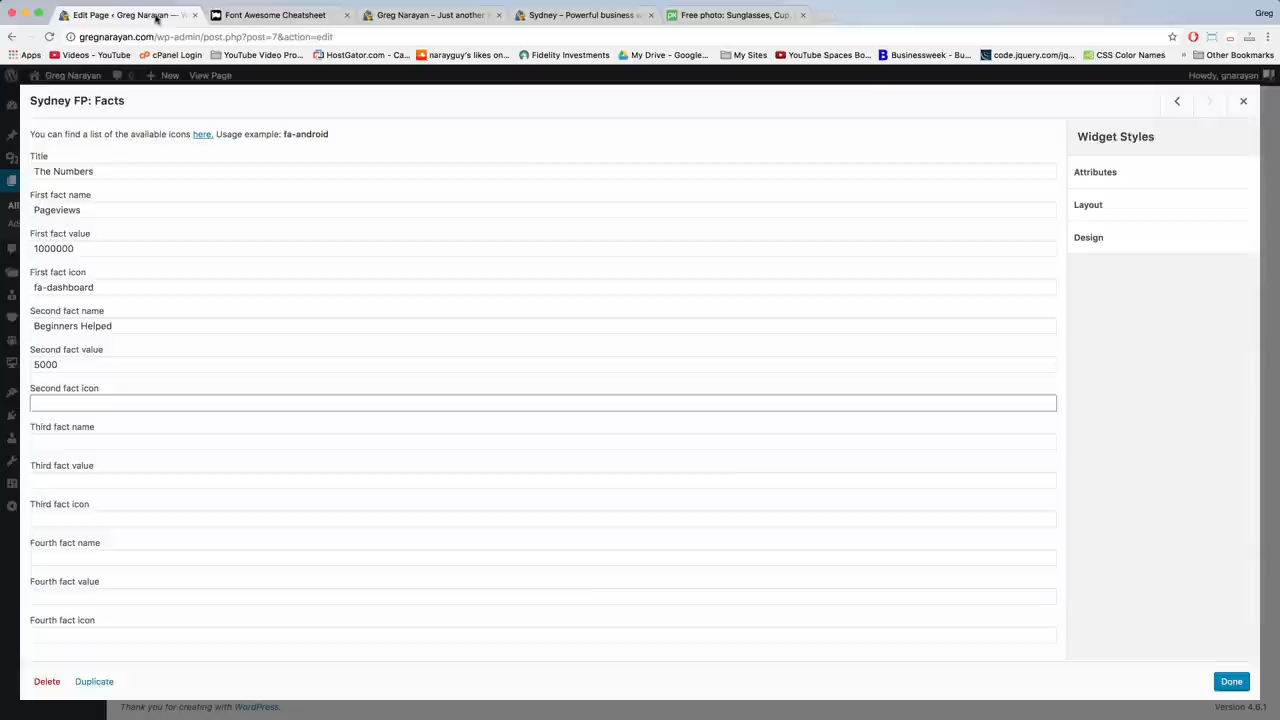 Edit Page ‹ Greg Narayan —
Font Awesome Cheatsheet
Greg Narayan – Just another
Sydney – Powerful business w
Free photo: Sunglasses, Cup,
Greg
gregnarayan.com/wp-admin/post.php?post=7&action=edit
Apps
Videos - YouTube
cPanel Login
YouTube Video Pro...
HostGator.com - Ca...
narayguy's likes on...
Fidelity Investments
My Drive - Google...
My Sites
YouTube Spaces Bo...
Businessweek - Bu...
code.jquery.com/jq...
CSS Color Names
»
Other Bookmarks
Greg Narayan
New
View Page
Howdy, gnarayan
Sydney FP: Facts
You can find a list of the available icons here. Usage example: fa-android
Title
The Numbers
First fact name
Pageviews
First fact value
1000000
First fact icon
fa-dashboard
Second fact name
Beginners Helped
Second fact value
5000
Second fact icon
Third fact name
Third fact value
Third fact icon
Fourth fact name
Fourth fact value
Fourth fact icon
Widget Styles
Attributes
Layout
Design
All
Ad
Delete
Duplicate
Done
Thank you for creating with WordPress.
Version 4.6.1